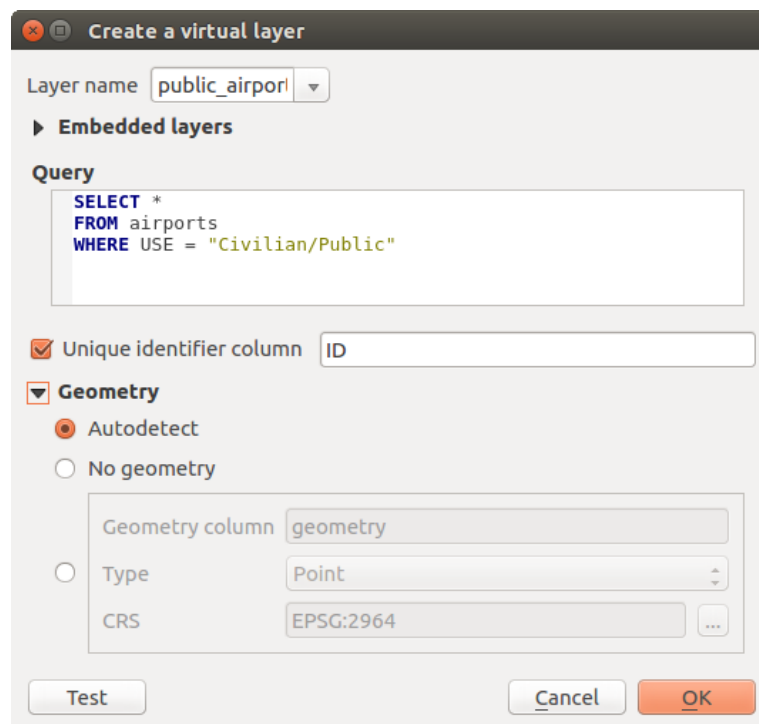 Create a virtual layer
Layer name public_airport
Embedded layers
Query
SELECT *
FROM airports
WHERE USE = "Civilian/Public"
Unique identifier column ID
Geometry
Autodetect
No geometry
Geometry column geometry
Type Point
CRS EPSG:2964 ...
Test Cancel OK